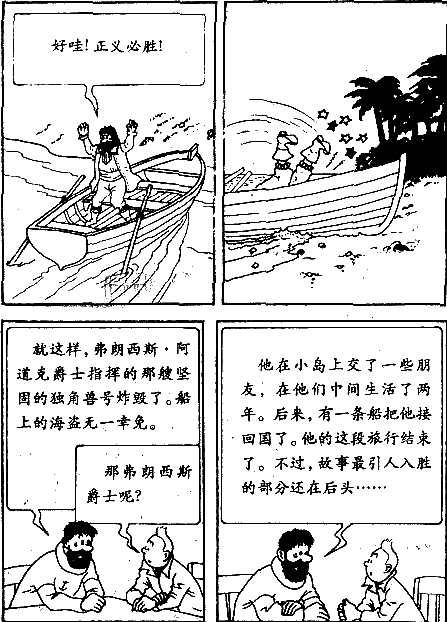 好哇！正义必胜！
就这样，弗朗西斯·阿
道克爵士指挥的那艘坚
固的独角兽号炸毁了。船
上的海盗无一幸免。
那弗朗西斯
爵士呢？
他在小岛上交了一些朋
友，在他们中间生活了两
年。后来，有一条船把他接
回国了。他的这段旅行结束
了。不过，故事最引人入胜
的部分还在后头……